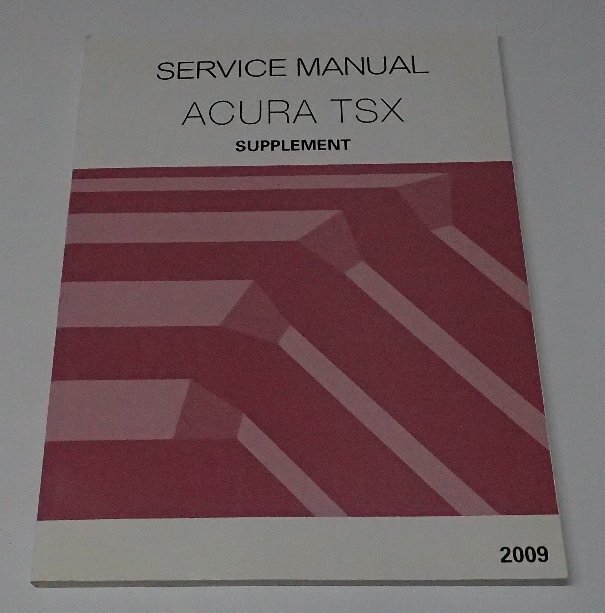 SERVICE MANUAL
ACURA TSX
SUPPLEMENT
2009